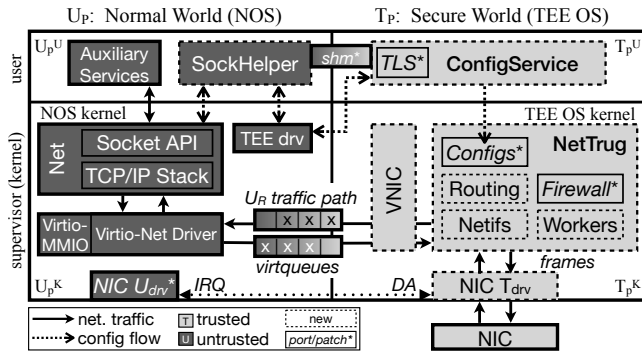 U_P: Normal World (NOS)
T_P: Secure World (TEE OS)
user
U_P^U
Auxiliary
Services
SockHelper
shm*
TLS*
ConfigService
T_P^U
supervisor (kernel)
NOS kernel
Net
Socket API
TCP/IP Stack
TEE drv
VNIC
TEE OS kernel
NetTrug
Configs*
Routing
Firewall*
Netifs
Workers
Virtio-
MMIO
Virtio-Net Driver
U_R traffic path
x x x
x x x
virtqueues
frames
U_P^K
NIC U_drv*
IRQ
DA
NIC T_drv
T_P^K
NIC
net. traffic
config flow
T trusted
U untrusted
new
port/patch*